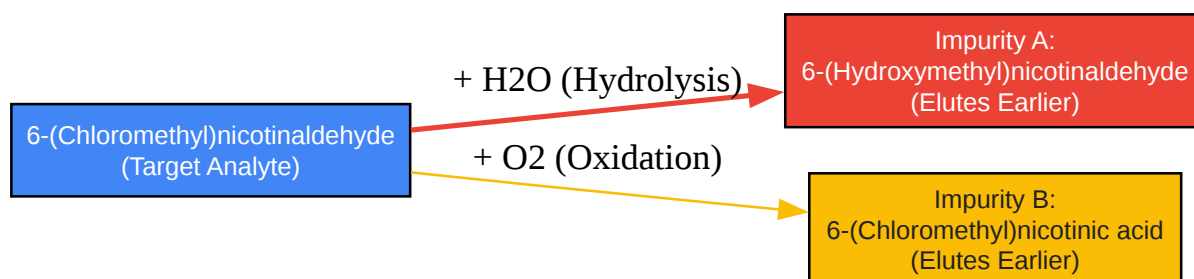 Impurity A:
6-(Hydroxymethyl)nicotinaldehyde
(Elutes Earlier)
+ H2O (Hydrolysis)
6-(Chloromethyl)nicotinaldehyde
(Target Analyte)
+ O2 (Oxidation)
Impurity B:
6-(Chloromethyl)nicotinic acid
(Elutes Earlier)